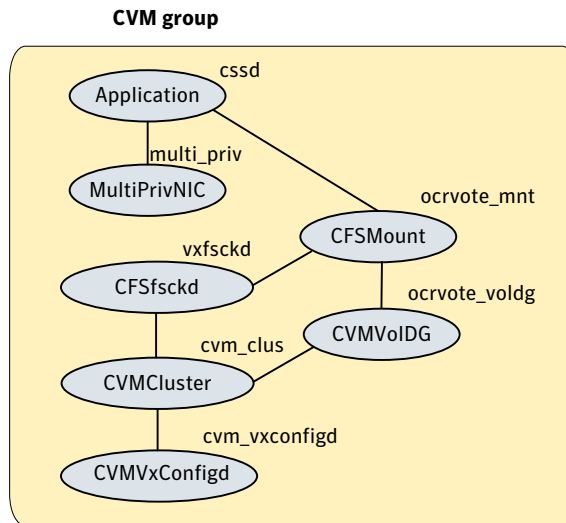 CVM group
cssd
Application
multi_priv
MultiPrivNIC
ocrvote_mnt
CFSMount
vxfsckd
CFSfsckd
ocrvote_voldg
CVMVolDG
cvm_clus
CVMCluster
cvm_vxconfigd
CVMVxConfigd